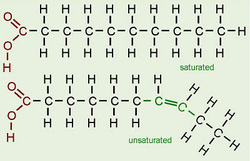 O H H H H H H H H H
C C C C C C C C C C H
O H H H H H H H H H
H
saturated
O H H H H H H H
C C C C C C C C H H
O H H H H H C H
H H C H
unsaturated H H